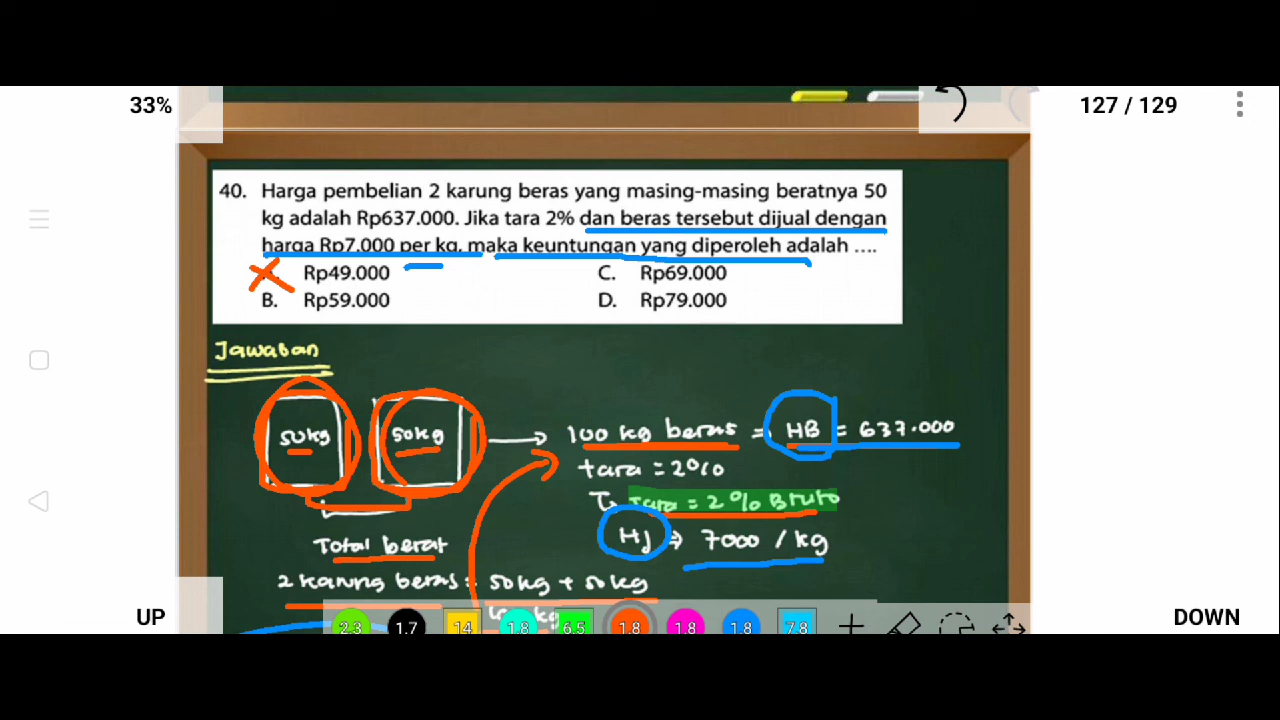 33%
127 / 129
40. Harga pembelian 2 karung beras yang masing-masing beratnya 50
kg adalah Rp637.000. Jika tara 2% dan beras tersebut dijual dengan
harga Rp7.000 per kg, maka keuntungan yang diperoleh adalah ....
Rp49.000 C. Rp69.000
B. Rp59.000 D. Rp79.000
Jawaban
50kg 50kg 100 kg beras = HB = 637.000
tara = 2%
Tara = 2% Bruto
HJ ⇒ 7000 / kg
Total berat
2 karung beras = 50kg + 50kg
kg
UP DOWN
2.3 1.7 14 1.8 6.5 1.8 1.8 1.8 7.8